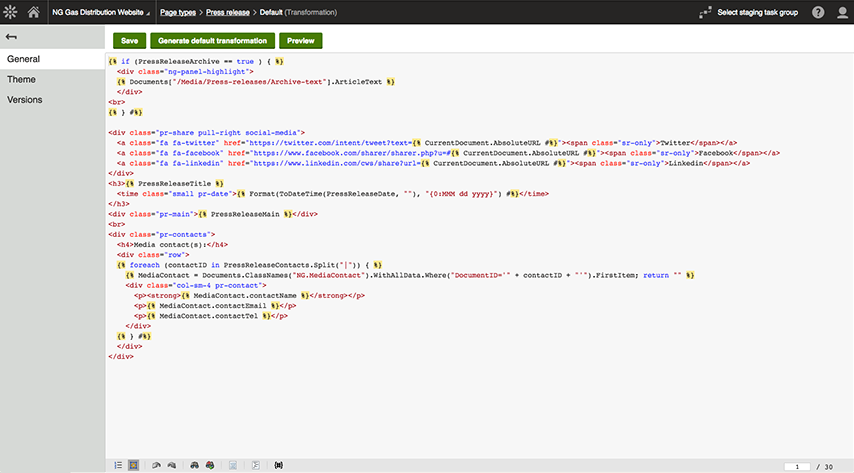 NG Gas Distribution Website
Page types > Press release > Default (Transformation)
Select staging task group
General
Theme
Versions
Save
Generate default transformation
Preview
{% if (PressReleaseArchive == true ) { %}
<div class="ng-panel-highlight">
{% Documents["/Media/Press-releases/Archive-text"].ArticleText %}
</div>
<br>
{% } #%}
<div class="pr-share pull-right social-media">
<a class="fa fa-twitter" href="https://twitter.com/intent/tweet?text={% CurrentDocument.AbsoluteURL #%}"><span class="sr-only">Twitter</span></a>
<a class="fa fa-facebook" href="https://www.facebook.com/sharer/sharer.php?u=#{% CurrentDocument.AbsoluteURL #%}"><span class="sr-only">Facebook</span></a>
<a class="fa fa-linkedin" href="https://www.linkedin.com/cws/share?url={% CurrentDocument.AbsoluteURL #%}"><span class="sr-only">Linkedin</span></a>
</div>
<h3>{% PressReleaseTitle %}
<time class="small pr-date">{% Format(ToDateTime(PressReleaseDate, ""), "{0:MMM dd yyyy}") #%}</time>
</h3>
<div class="pr-main">{% PressReleaseMain %}</div>
<br>
<div class="pr-contacts">
<h4>Media contact(s):</h4>
<div class="row">
{% foreach (contactID in PressReleaseContacts.Split("|")) { %}
{% MediaContact = Documents.ClassNames("NG.MediaContact").WithAllData.Where("DocumentID='" + contactID + "'").FirstItem; return "" %}
<div class="col-sm-4 pr-contact">
<p><strong>{% MediaContact.contactName %}</strong></p>
<p>{% MediaContact.contactEmail %}</p>
<p>{% MediaContact.contactTel %}</p>
</div>
{% } #%}
</div>
</div>
1 / 30